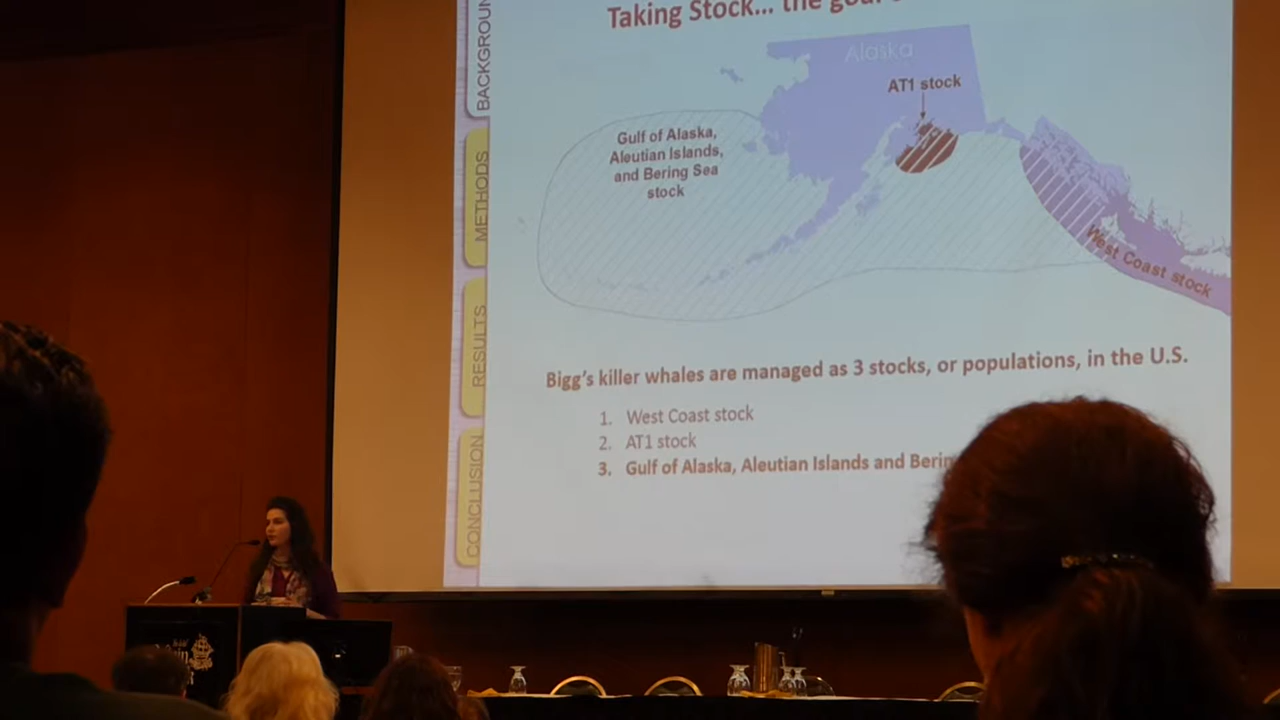 Taking Stock... the goal
BACKGROUN
METHODS
RESULTS
CONCLUSION
Alaska
AT1 stock
Gulf of Alaska,
Aleutian Islands,
and Bering Sea
stock
West Coast stock
Bigg's killer whales are managed as 3 stocks, or populations, in the U.S.
1. West Coast stock
2. AT1 stock
3. Gulf of Alaska, Aleutian Islands and Berin